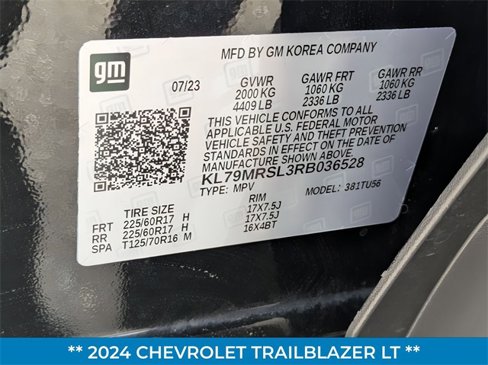 gm
MFD BY GM KOREA COMPANY
07/23 GVWR GAWR FRT GAWR RR
2000 KG 1060 KG 1060 KG
4409 LB 2336 LB 2336 LB
THIS VEHICLE CONFORMS TO ALL
APPLICABLE U.S. FEDERAL MOTOR
VEHICLE SAFETY AND THEFT PREVENTION
STANDARDS IN EFFECT ON THE DATE OF
MANUFACTURE SHOWN ABOVE.
KL79MRSL3RB036528
TYPE: MPV MODEL: 381TU56
TIRE SIZE RIM
FRT 225/60R17 H 17X7.5J
RR 225/60R17 H 17X7.5J
SPA T125/70R16 M 16X4BT
** 2024 CHEVROLET TRAILBLAZER LT **